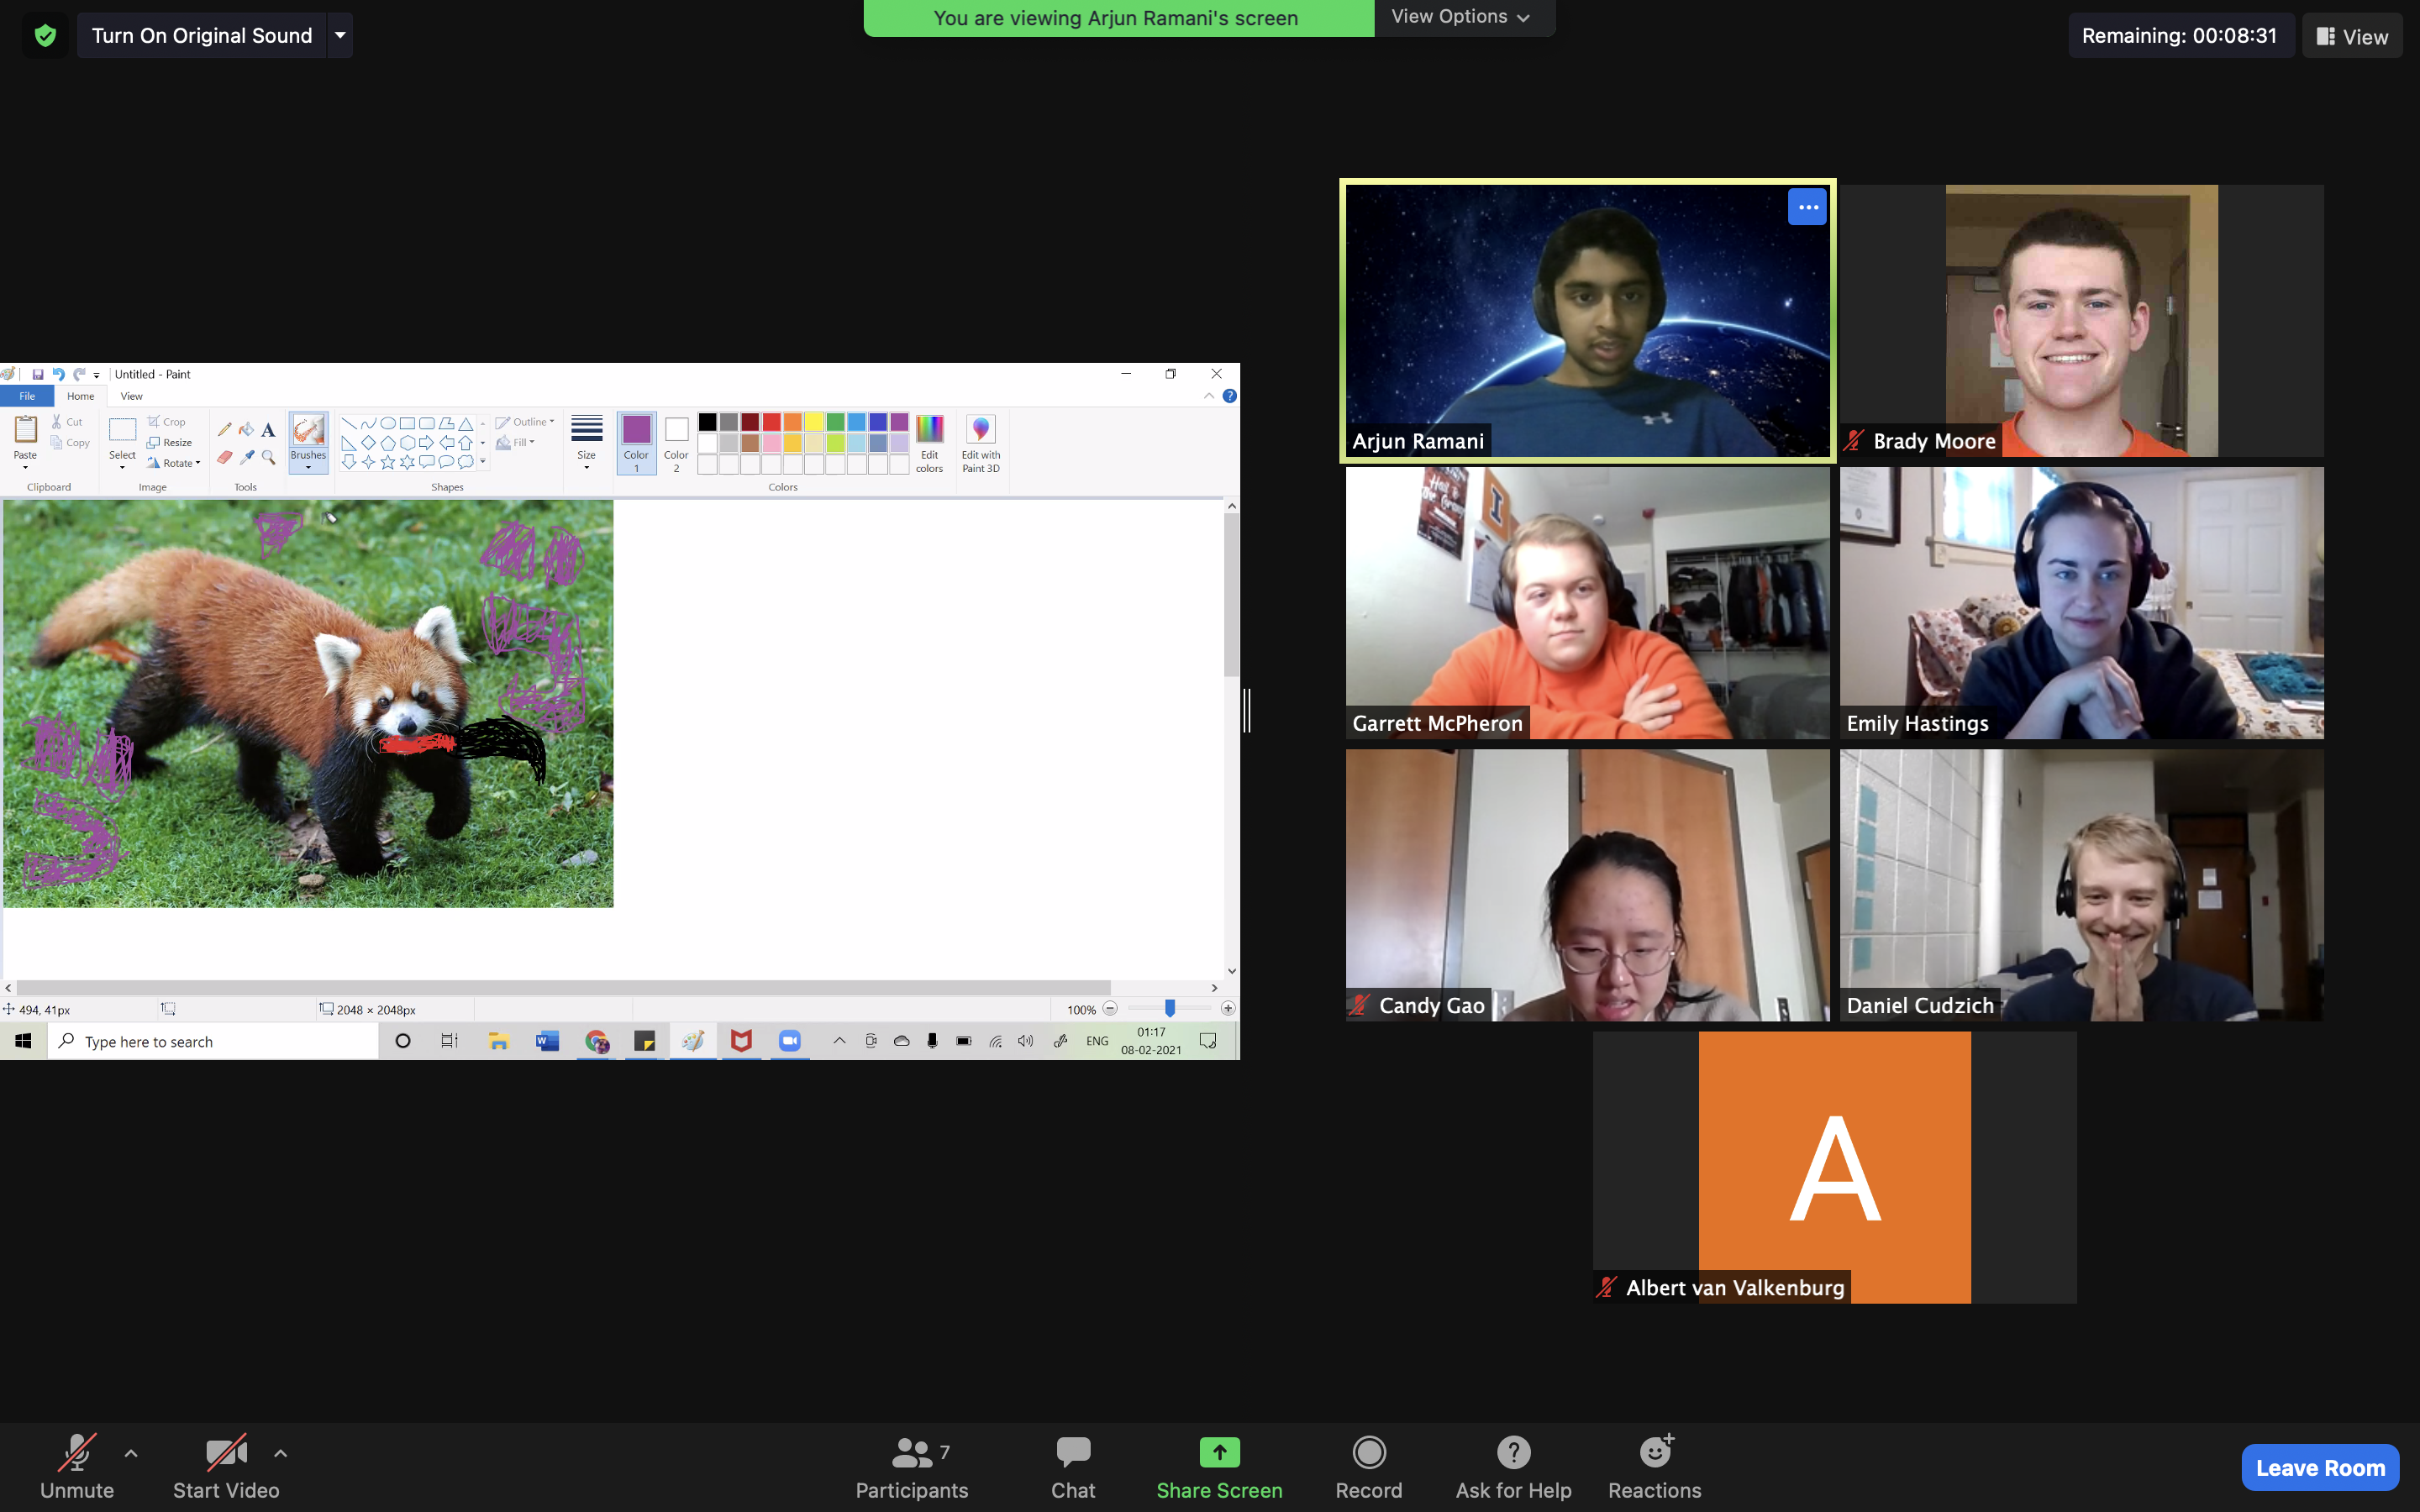 Turn On Original Sound
You are viewing Arjun Ramani's screen
View Options
Remaining: 00:08:31
View
Untitled - Paint
File
Home
View
Paste
Cut
Copy
Clipboard
Select
Crop
Resize
Rotate
Image
A
Tools
Brushes
Shapes
Outline
Fill
Size
Color 1
Color 2
Colors
Edit colors
Edit with Paint 3D
494, 41px
2048 × 2048px
100%
Type here to search
ENG
01:17
08-02-2021
Arjun Ramani
Brady Moore
I
Garrett McPheron
Emily Hastings
Candy Gao
Daniel Cudzich
A
Albert van Valkenburg
Unmute
Start Video
7
Participants
Chat
Share Screen
Record
Ask for Help
Reactions
Leave Room